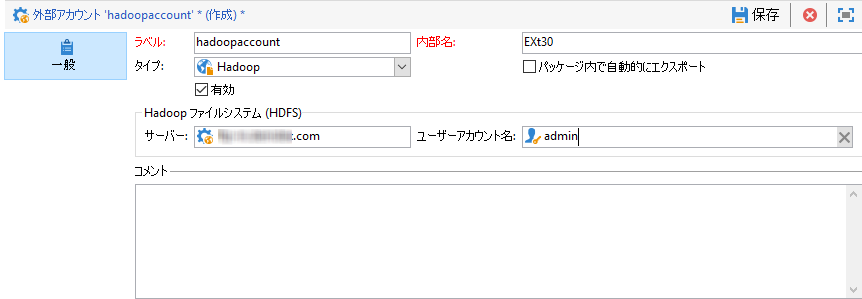 外部アカウント 'hadoopaccount' * (作成) *
保存
一般
ラベル: hadoopaccount 内部名: EXt30
タイプ: Hadoop パッケージ内で自動的にエクスポート
有効
Hadoop ファイルシステム (HDFS)
サーバー: .com ユーザーアカウント名: admin
コメント